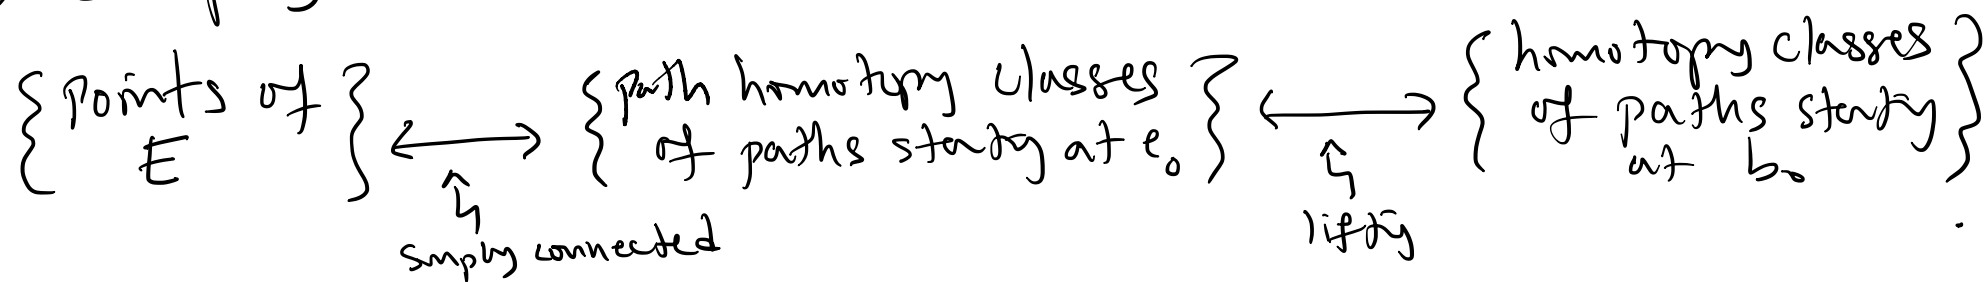 {points of E} ↔ {path homotopy classes of paths starting at e₀} ↔ {homotopy classes of paths starting at b₀}
simply connected
lifting